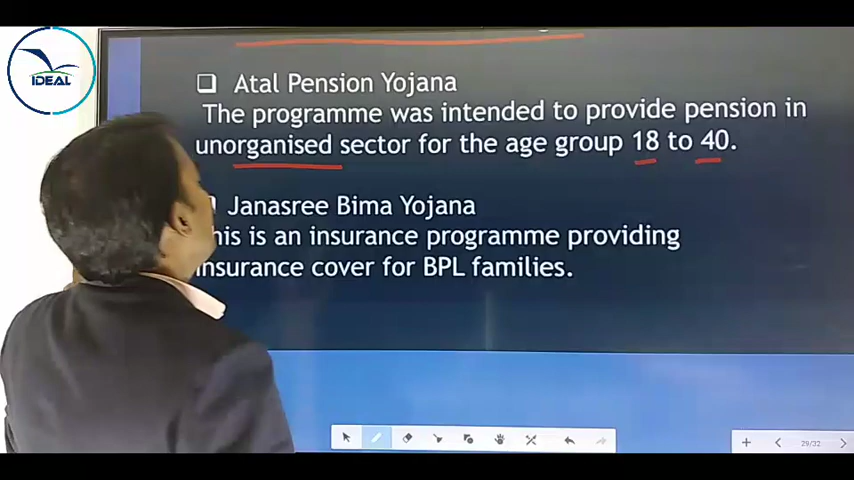 IDEAL
❑ Atal Pension Yojana
The programme was intended to provide pension in
unorganised sector for the age group 18 to 40.
Janasree Bima Yojana
is an insurance programme providing
insurance cover for BPL families.
29/32